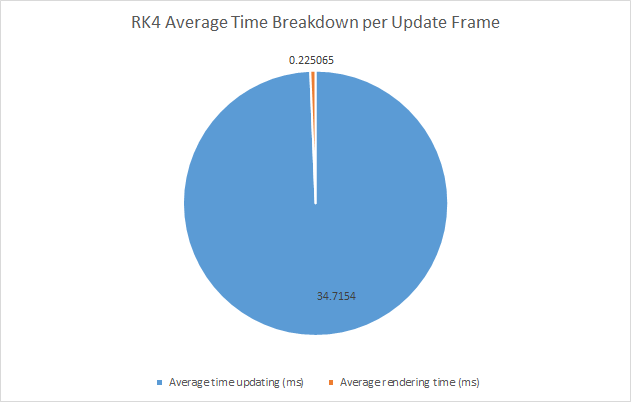 RK4 Average Time Breakdown per Update Frame
0.225065
34.7154
Average time updating (ms)
Average rendering time (ms)